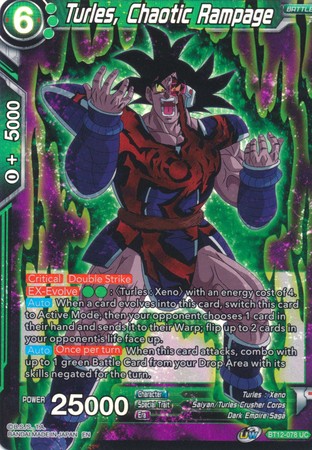 6
Turles, Chaotic Rampage
BATTLE
0 + 5000
Critical Double Strike
EX-Evolve : ‹Turles : Xeno› with an energy cost of 4.
Auto When a card evolves into this card, switch this card
to Active Mode, then your opponent chooses 1 card
in their hand and sends it to their Warp; flip up to 2 cards in
your opponent's life face up.
Auto Once per turn When this card attacks, combo with
up to 1 green Battle Card from your Drop Area with its
skills negated for the turn.
POWER 25000
Character Turles : Xeno
Special Trait Saiyan/Turles Crusher Corps
Era Dark Empire Saga
BANDAI MADE IN JAPAN EN
BT12-078 UC